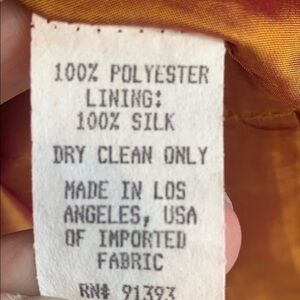 100% POLYESTER
LINING:
100% SILK
DRY CLEAN ONLY
MADE IN LOS
ANGELES, USA
OF IMPORTED
FABRIC
RN# 91393